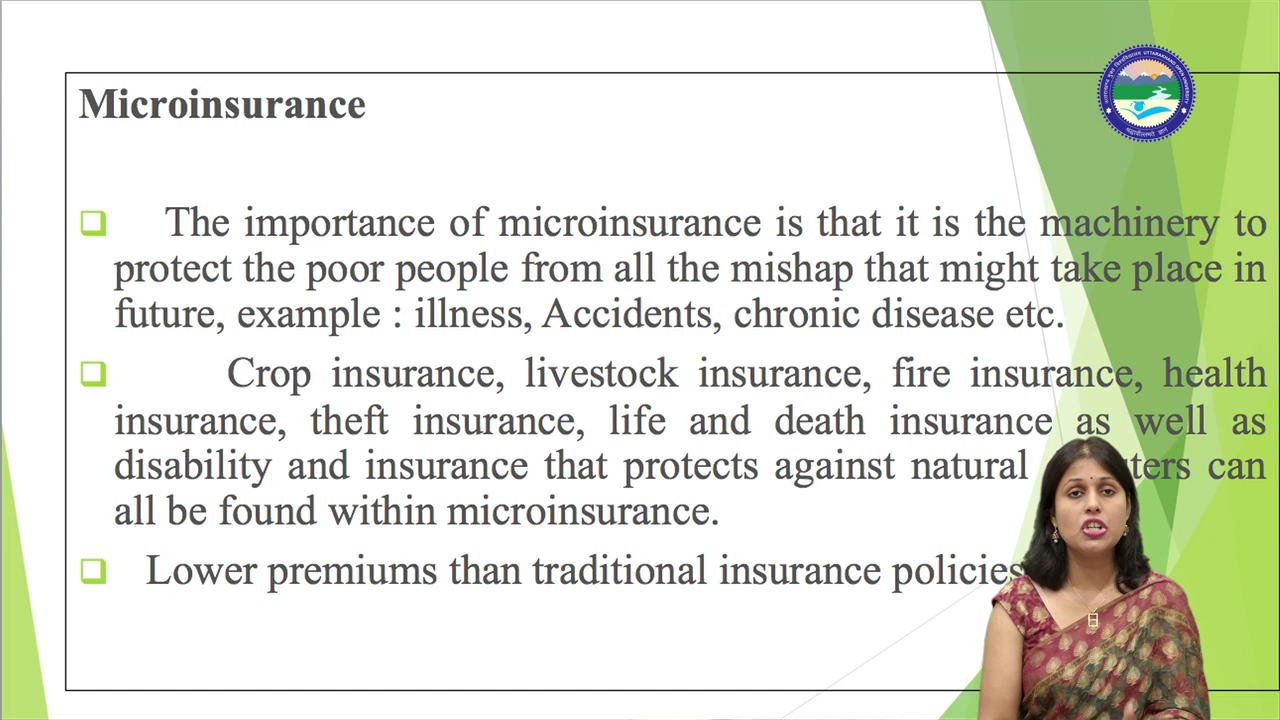 Microinsurance
The importance of microinsurance is that it is the machinery to
protect the poor people from all the mishap that might take place in
future, example : illness, Accidents, chronic disease etc.
Crop insurance, livestock insurance, fire insurance, health
insurance, theft insurance, life and death insurance as well as
disability and insurance that protects against natural can
all be found within microinsurance.
Lower premiums than traditional insurance policies
UTTARAKHAND OPEN UNIVERSITY